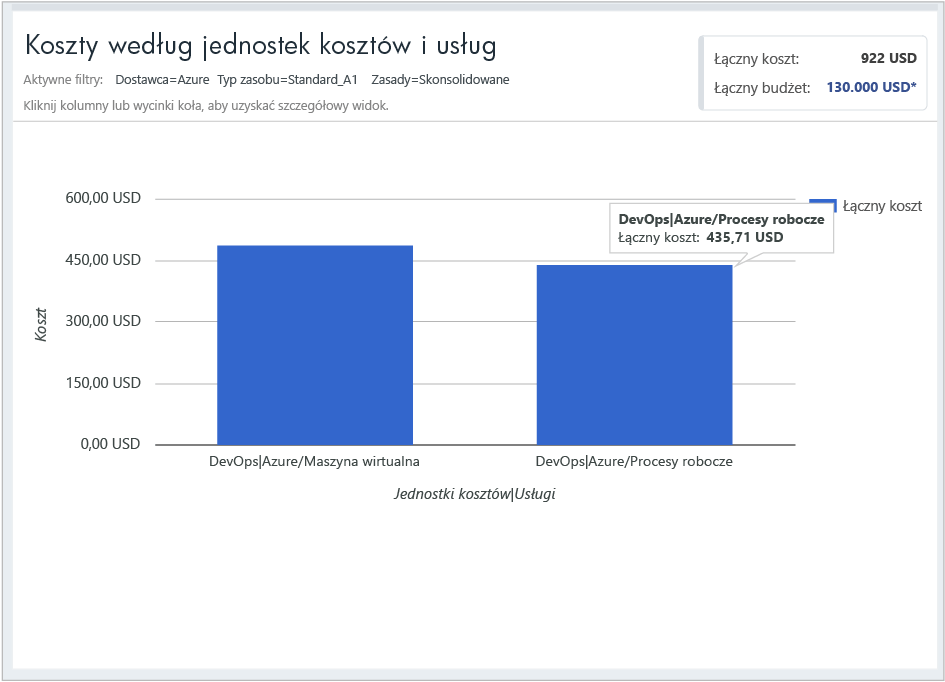 Koszty według jednostek kosztów i usług
Aktywne filtry: Dostawca=Azure Typ zasobu=Standard_A1 Zasady=Skonsolidowane
Kliknij kolumny lub wycinki koła, aby uzyskać szczegółowy widok.
Łączny koszt: 922 USD
Łączny budżet: 130.000 USD*
600,00 USD
450,00 USD
300,00 USD
150,00 USD
0,00 USD
Koszt
Łączny koszt
DevOps|Azure/Procesy robocze
Łączny koszt: 435,71 USD
DevOps|Azure/Maszyna wirtualna
DevOps|Azure/Procesy robocze
Jednostki kosztów|Usługi